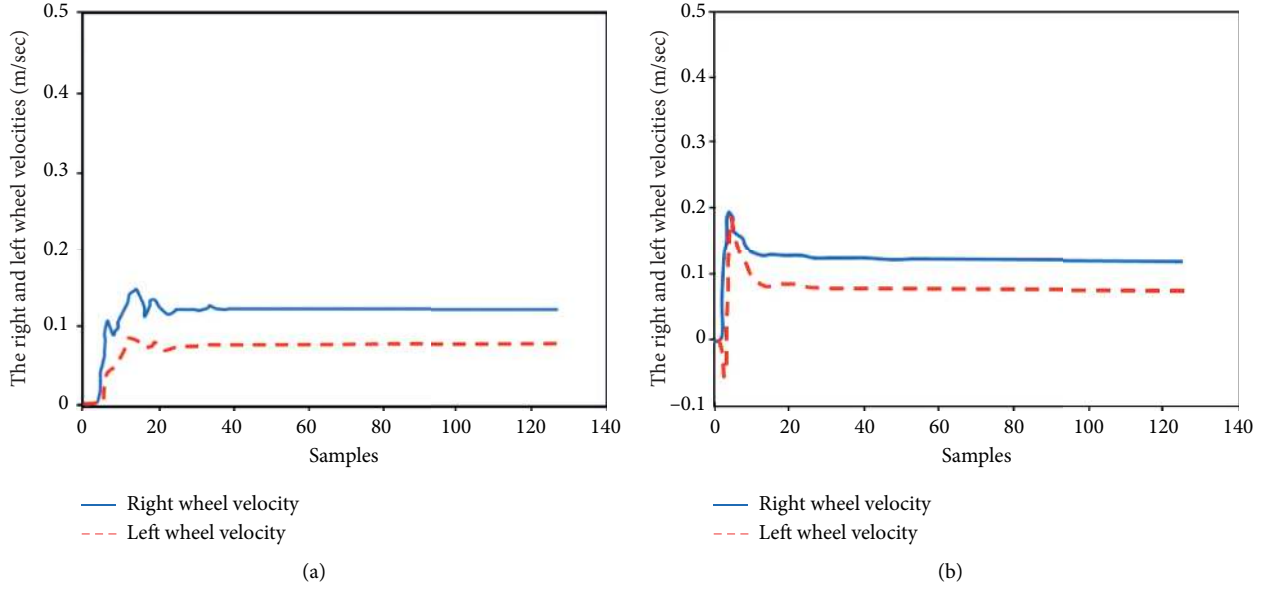 The right and left wheel velocities (m/sec)
0.5
0.4
0.3
0.2
0.1
0
0 20 40 60 80 100 120 140
Samples
Right wheel velocity
Left wheel velocity
(a)
The right and left wheel velocities (m/sec)
0.5
0.4
0.3
0.2
0.1
0
–0.1
0 20 40 60 80 100 120 140
Samples
Right wheel velocity
Left wheel velocity
(b)